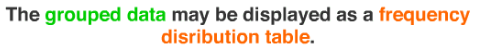 The grouped data may be displayed as a frequency
disribution table.